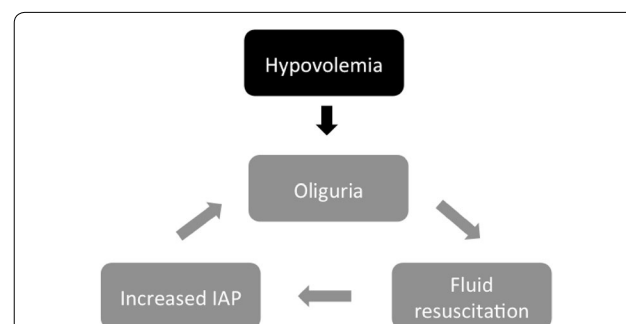 Hypovolemia
Oliguria
Increased IAP
Fluid
resuscitation